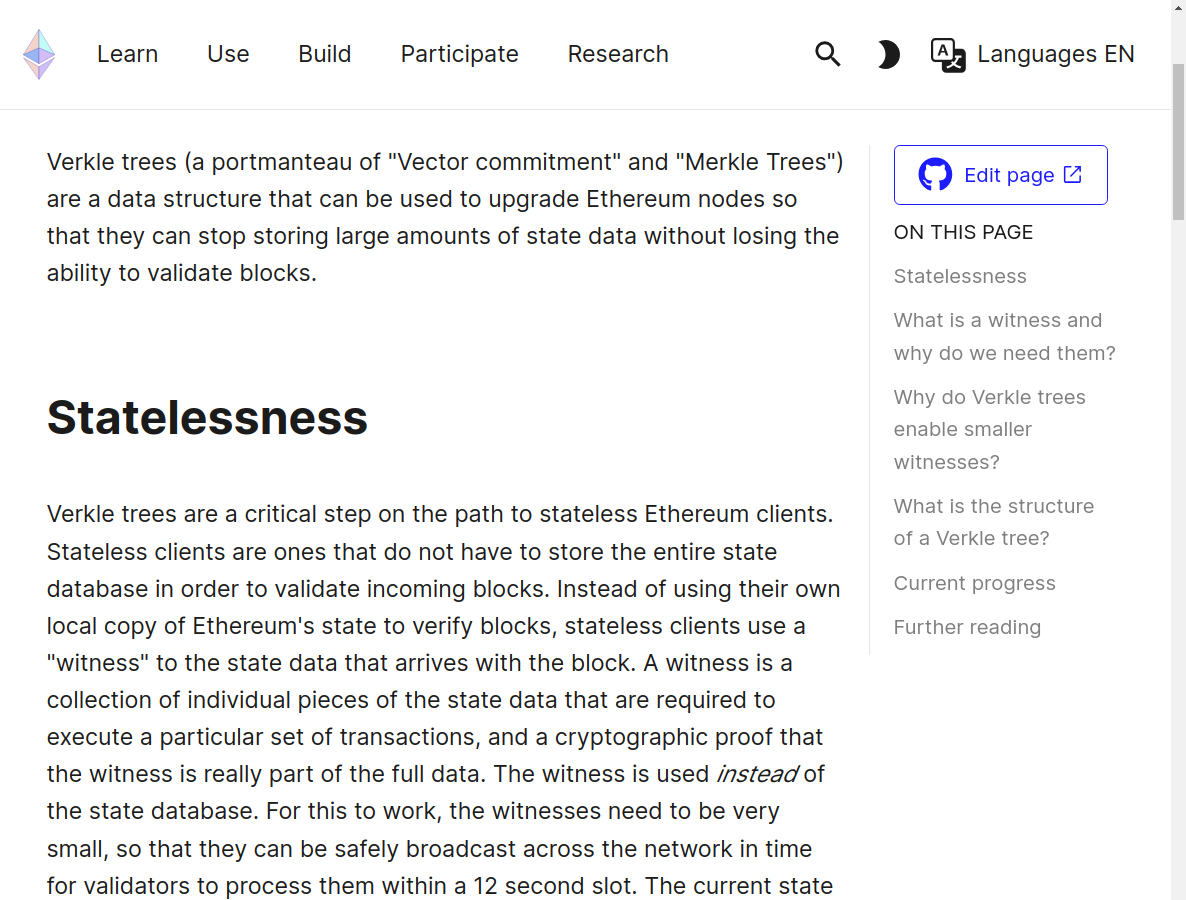 Learn Use Build Participate Research Languages EN
Verkle trees (a portmanteau of "Vector commitment" and "Merkle Trees")
are a data structure that can be used to upgrade Ethereum nodes so
that they can stop storing large amounts of state data without losing the
ability to validate blocks.
Statelessness
Verkle trees are a critical step on the path to stateless Ethereum clients.
Stateless clients are ones that do not have to store the entire state
database in order to validate incoming blocks. Instead of using their own
local copy of Ethereum's state to verify blocks, stateless clients use a
"witness" to the state data that arrives with the block. A witness is a
collection of individual pieces of the state data that are required to
execute a particular set of transactions, and a cryptographic proof that
the witness is really part of the full data. The witness is used instead of
the state database. For this to work, the witnesses need to be very
small, so that they can be safely broadcast across the network in time
for validators to process them within a 12 second slot. The current state
Edit page
ON THIS PAGE
Statelessness
What is a witness and
why do we need them?
Why do Verkle trees
enable smaller
witnesses?
What is the structure
of a Verkle tree?
Current progress
Further reading